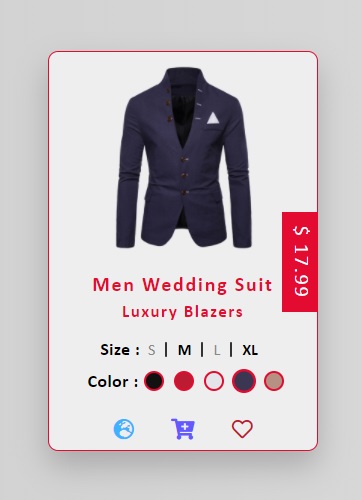 $ 17.99
Men Wedding Suit
Luxury Blazers
Size : S | M | L | XL
Color :